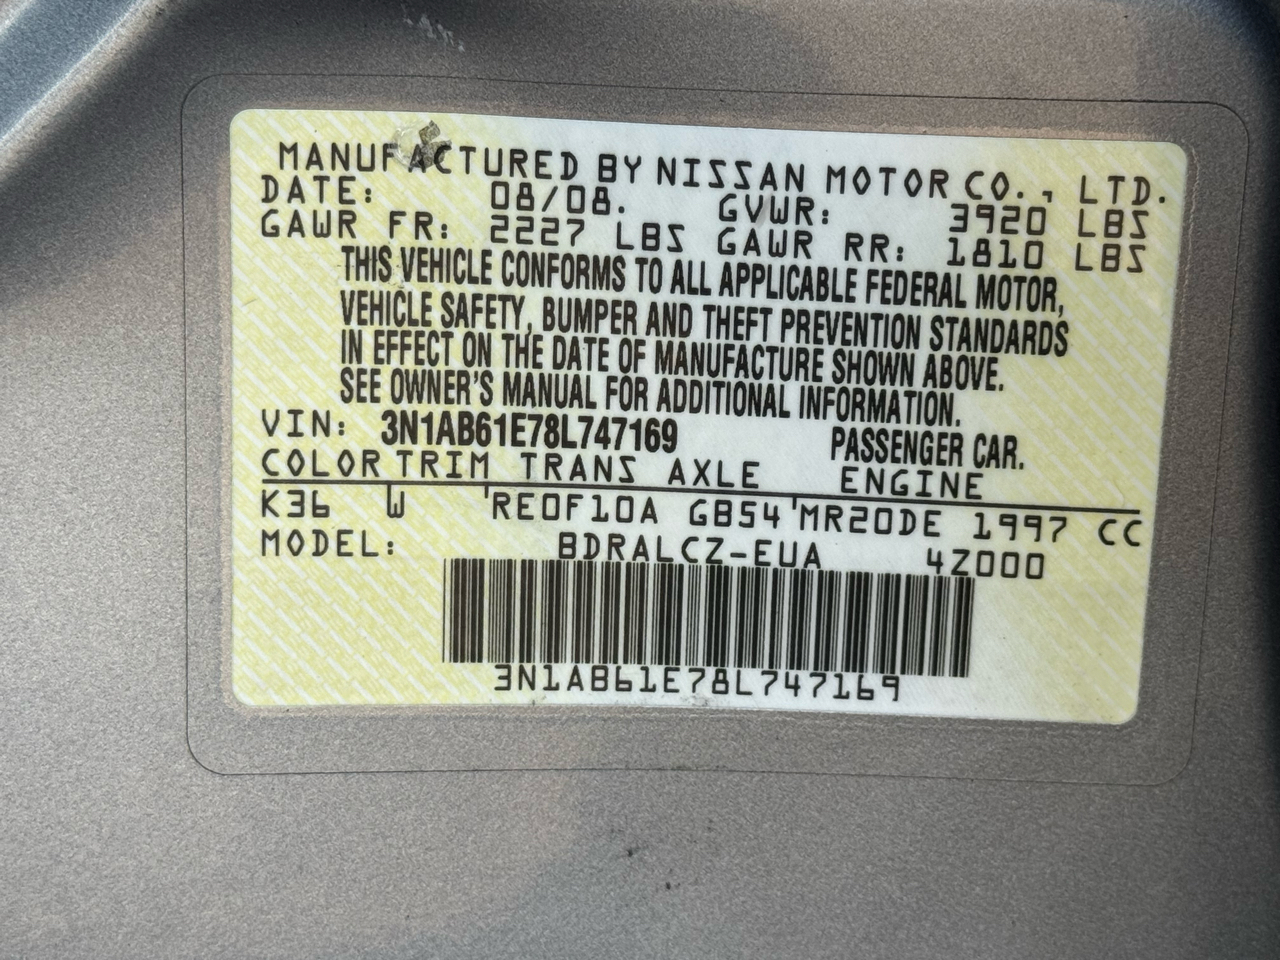 MANUFACTURED BY NISSAN MOTOR CO., LTD.
DATE: 08/08. GVWR: 3920 LBS
GAWR FR: 2227 LBS GAWR RR: 1810 LBS
THIS VEHICLE CONFORMS TO ALL APPLICABLE FEDERAL MOTOR,
VEHICLE SAFETY, BUMPER AND THEFT PREVENTION STANDARDS
IN EFFECT ON THE DATE OF MANUFACTURE SHOWN ABOVE.
SEE OWNER'S MANUAL FOR ADDITIONAL INFORMATION.
VIN: 3N1AB61E78L747169 PASSENGER CAR.
COLOR TRIM TRANS AXLE ENGINE
K36 W RE0F10A GB54 MR20DE 1997 CC
MODEL: BDRALCZ-EUA 4Z000
3N1AB61E78L747169